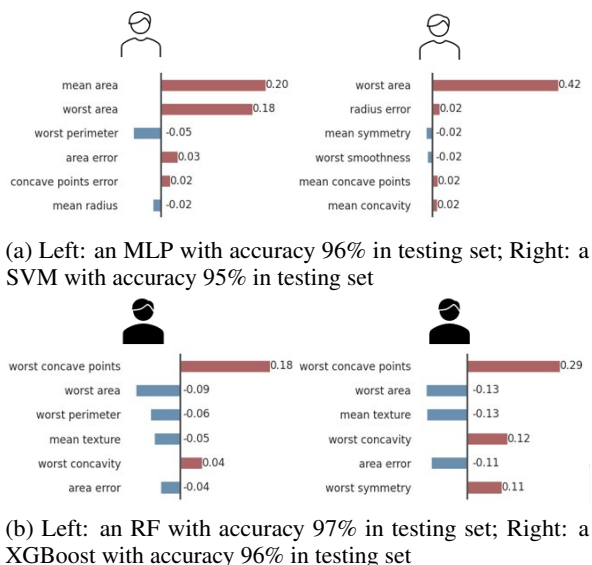 mean area 0.20
worst area 0.18
worst perimeter -0.05
area error 0.03
concave points error 0.02
mean radius -0.02
worst area 0.42
radius error 0.02
mean symmetry -0.02
worst smoothness -0.02
mean concave points 0.02
mean concavity 0.02
(a) Left: an MLP with accuracy 96% in testing set; Right: a
SVM with accuracy 95% in testing set
worst concave points 0.18
worst area -0.09
worst perimeter -0.06
mean texture -0.05
worst concavity 0.04
area error -0.04
worst concave points 0.29
worst area -0.13
mean texture -0.13
worst concavity 0.12
area error -0.11
worst symmetry 0.11
(b) Left: an RF with accuracy 97% in testing set; Right: a
XGBoost with accuracy 96% in testing set